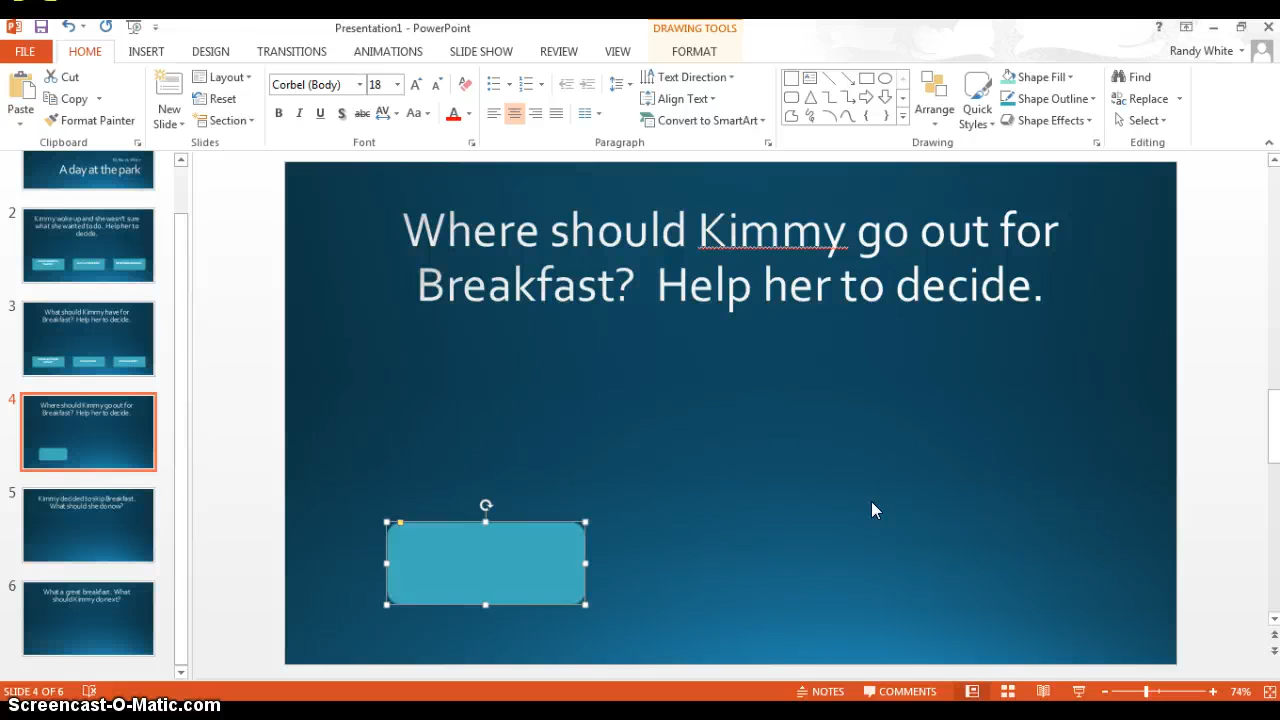 Presentation1 - PowerPoint
DRAWING TOOLS
?
FILE
HOME
INSERT
DESIGN
TRANSITIONS
ANIMATIONS
SLIDE SHOW
REVIEW
VIEW
FORMAT
Randy White
Paste
Cut
Copy
Format Painter
Clipboard
New
Slide
Layout
Reset
Section
Slides
Corbel (Body)
18
B I U S abc AV Aa A
Font
Text Direction
Align Text
Convert to SmartArt
Paragraph
Arrange
Quick
Styles
Shape Fill
Shape Outline
Shape Effects
Drawing
Find
Replace
Select
Editing
A day at the park
2
Kimmy woke up and she wasn't sure
what she wanted to do. Help her to
decide.
3
What should Kimmy have for
Breakfast? Help her to decide.
4
Where should Kimmy go out for
Breakfast? Help her to decide.
5
Kimmy decided to skip Breakfast.
What should she do now?
6
What a great breakfast. What
should Kimmy do next?
Where should Kimmy go out for
Breakfast? Help her to decide.
SLIDE 4 OF 6
NOTES
COMMENTS
74%
Screencast-O-Matic.com